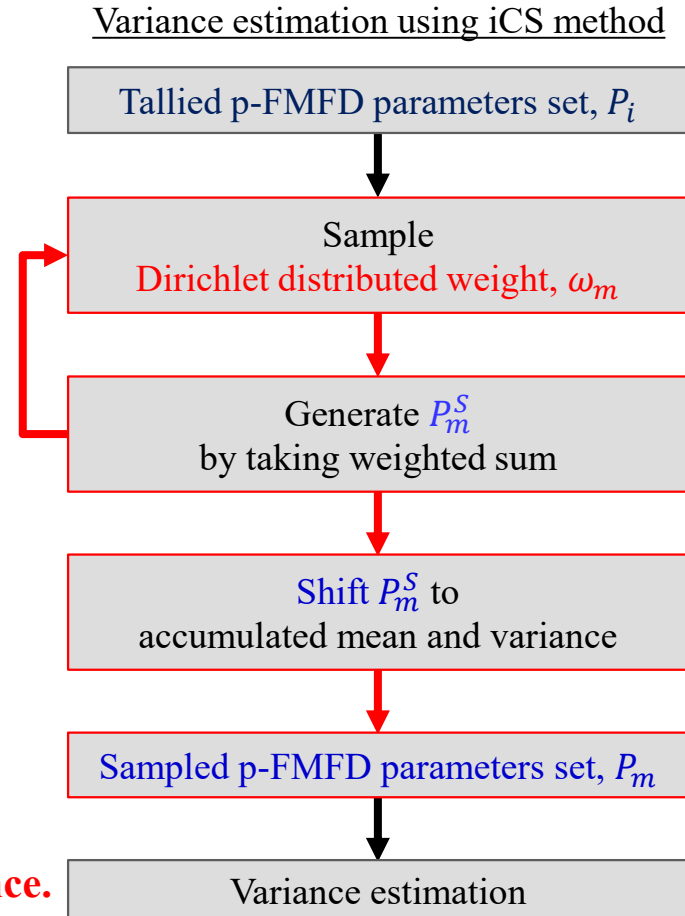 Variance estimation using iCS method
Tallied p-FMFD parameters set, P_i
Sample
Dirichlet distributed weight, ω_m
Generate P_m^S
by taking weighted sum
Shift P_m^S to
accumulated mean and variance
Sampled p-FMFD parameters set, P_m
Variance estimation